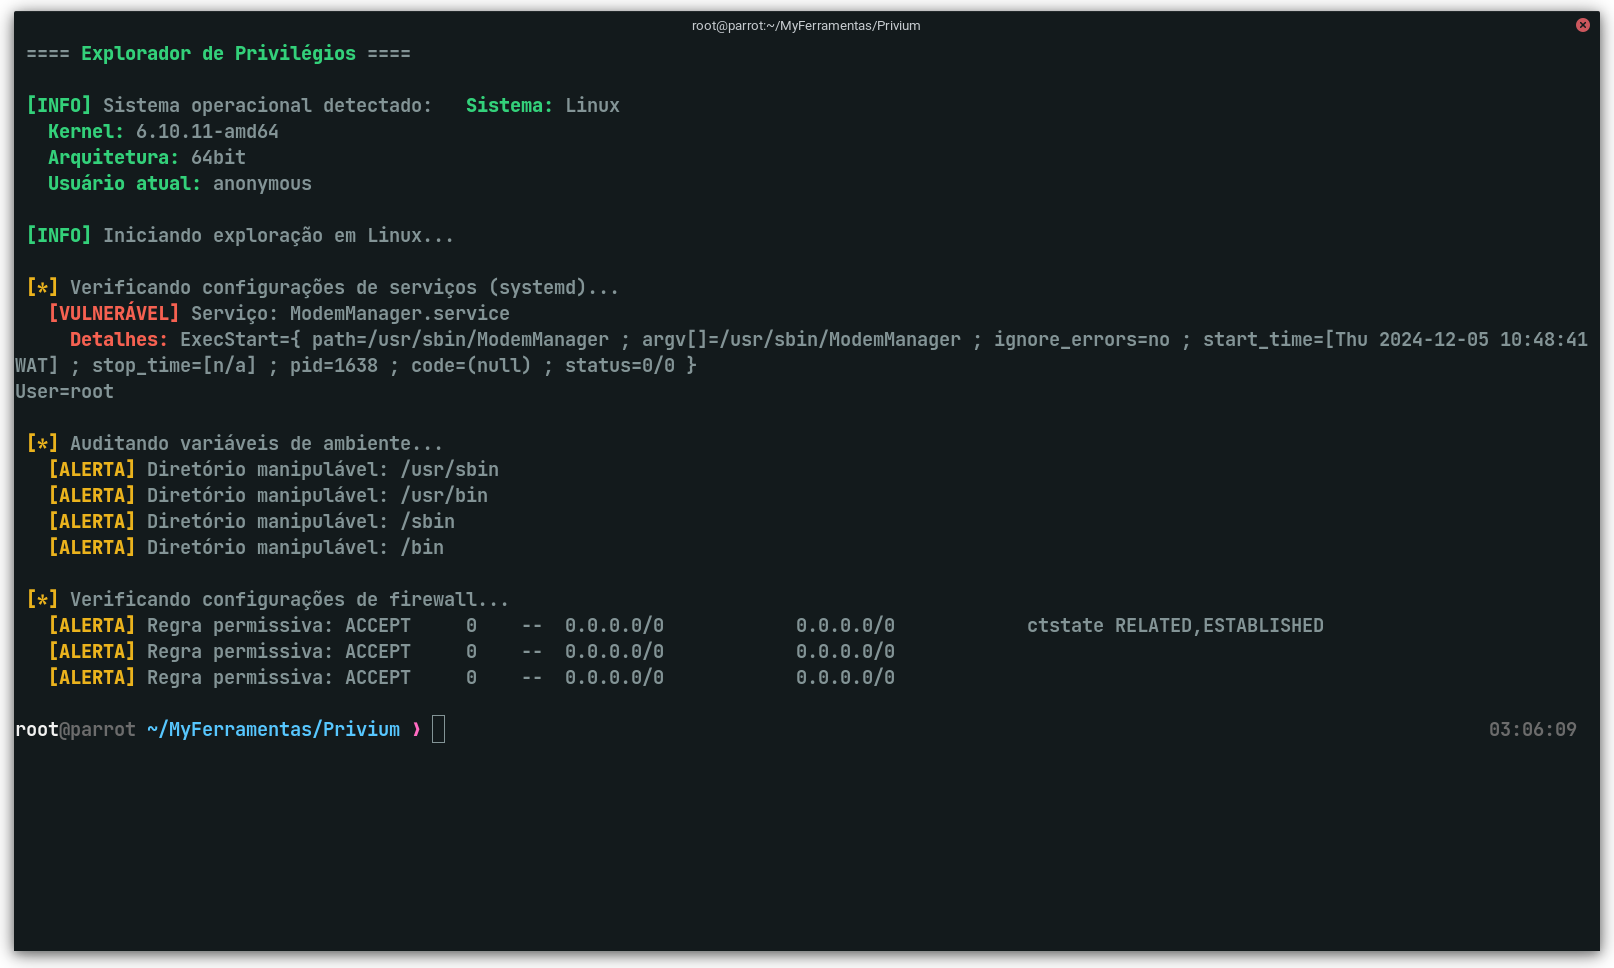 root@parrot:~/MyFerramentas/Privium
==== Explorador de Privilégios ====
[INFO] Sistema operacional detectado:   Sistema: Linux
Kernel: 6.10.11-amd64
Arquitetura: 64bit
Usuário atual: anonymous
[INFO] Iniciando exploração em Linux...
[*] Verificando configurações de serviços (systemd)...
[VULNERÁVEL] Serviço: ModemManager.service
Detalhes: ExecStart={ path=/usr/sbin/ModemManager ; argv[]=/usr/sbin/ModemManager ; ignore_errors=no ; start_time=[Thu 2024-12-05 10:48:41
WAT] ; stop_time=[n/a] ; pid=1638 ; code=(null) ; status=0/0 }
User=root
[*] Auditando variáveis de ambiente...
[ALERTA] Diretório manipulável: /usr/sbin
[ALERTA] Diretório manipulável: /usr/bin
[ALERTA] Diretório manipulável: /sbin
[ALERTA] Diretório manipulável: /bin
[*] Verificando configurações de firewall...
[ALERTA] Regra permissiva: ACCEPT     0    --  0.0.0.0/0            0.0.0.0/0            ctstate RELATED,ESTABLISHED
[ALERTA] Regra permissiva: ACCEPT     0    --  0.0.0.0/0            0.0.0.0/0
[ALERTA] Regra permissiva: ACCEPT     0    --  0.0.0.0/0            0.0.0.0/0
root@parrot ~/MyFerramentas/Privium ❯ 03:06:09